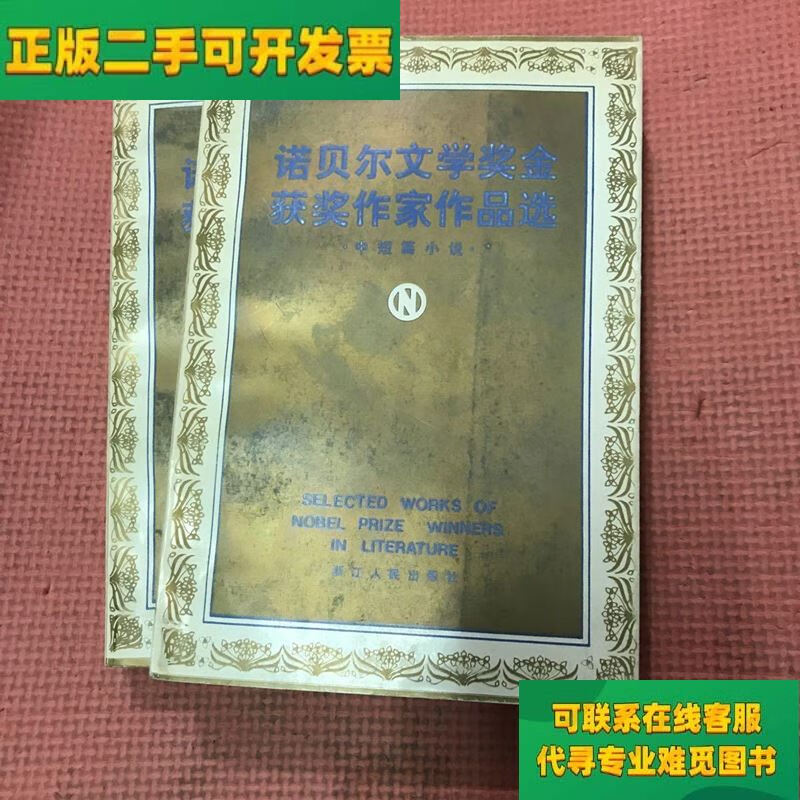 正版二手可开发票
诺贝尔文学奖金
获奖作家作品选
·中短篇小说·
N
SELECTED WORKS OF
NOBEL PRIZE WINNERS
IN LITERATURE
浙江人民出版社
可联系在线客服
代寻专业难觅图书